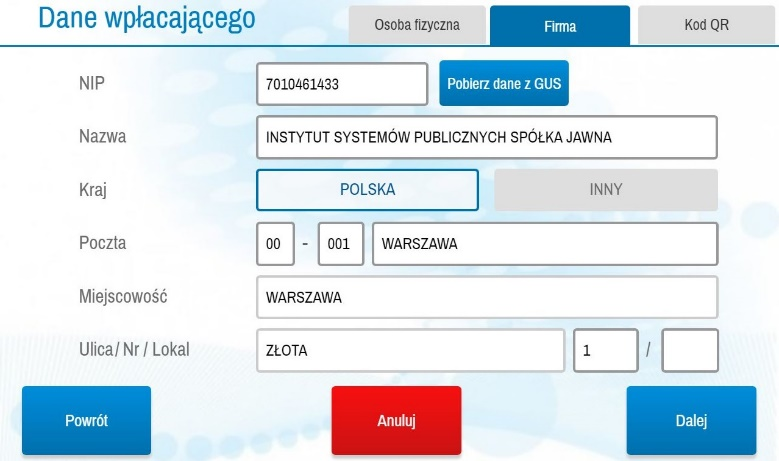 Dane wpłacającego
Osoba fizyczna Firma Kod QR
NIP 7010461433 Pobierz dane z GUS
Nazwa INSTYTUT SYSTEMÓW PUBLICZNYCH SPÓŁKA JAWNA
Kraj POLSKA INNY
Poczta 00 - 001 WARSZAWA
Miejscowość WARSZAWA
Ulica/ Nr / Lokal ZŁOTA 1 /
Powrót Anuluj Dalej